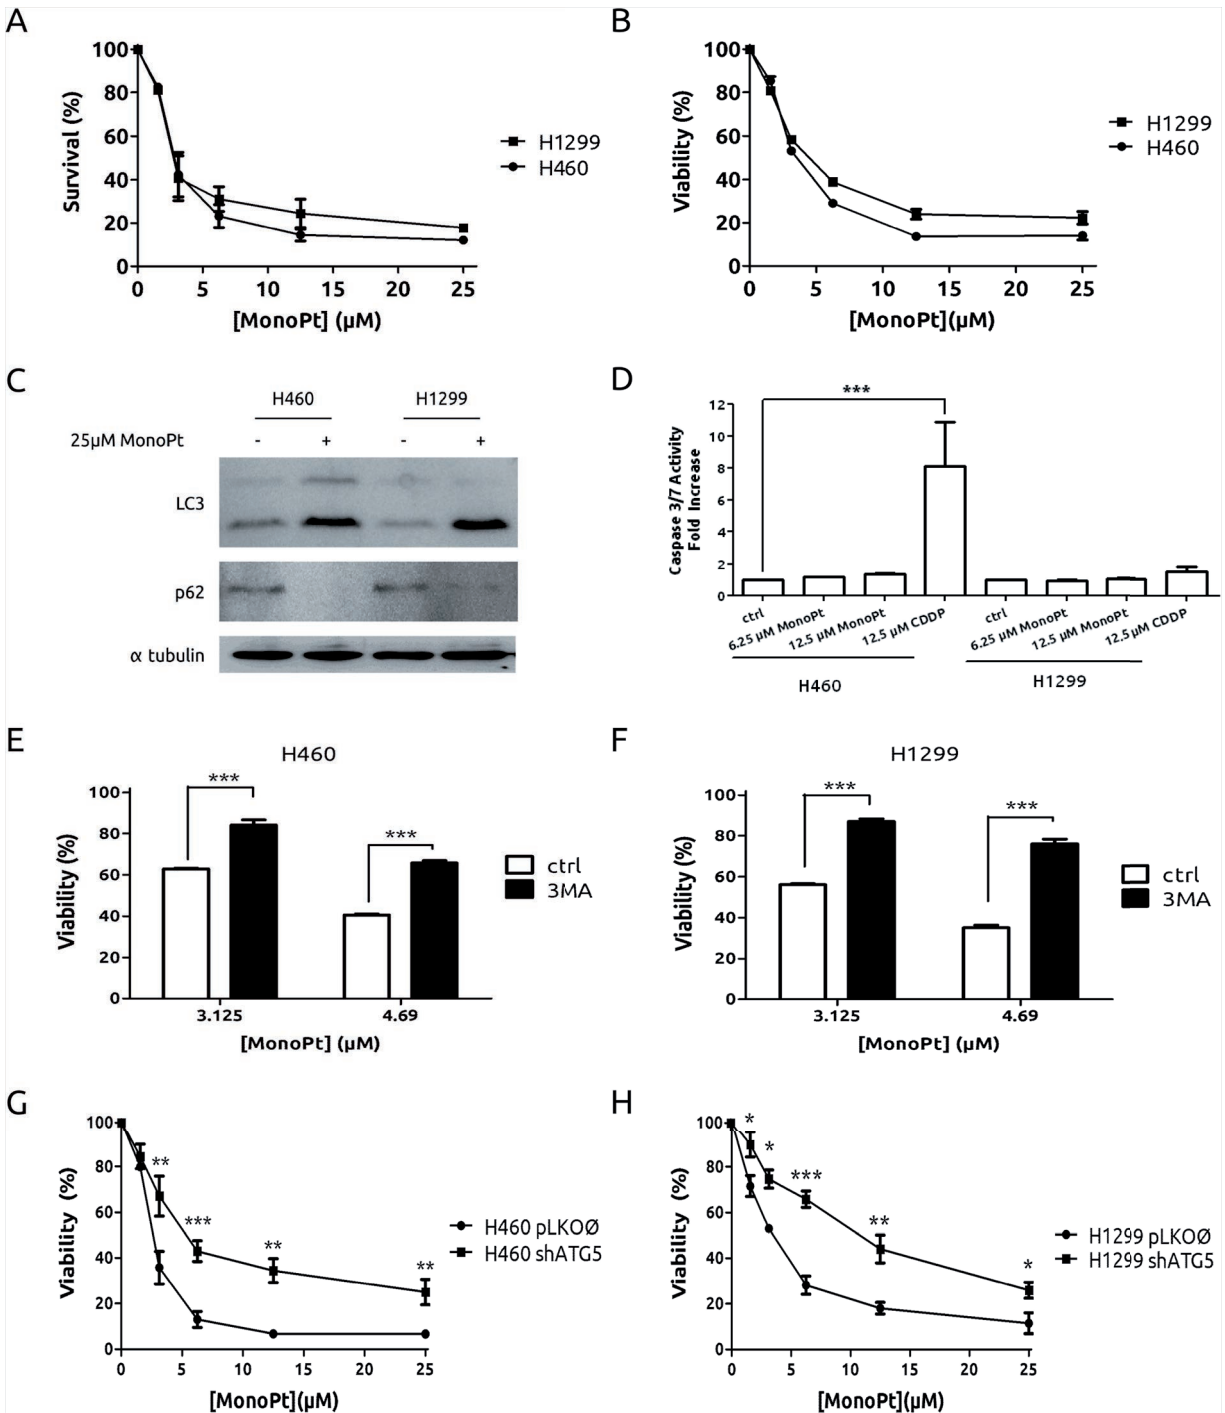 A
100
80
60
40
20
0
Survival (%)
0 5 10 15 20 25
[MonoPt] (µM)
H1299
H460
B
100
80
60
40
20
0
Viability (%)
0 5 10 15 20 25
[MonoPt](µM)
H1299
H460
C
H460 H1299
25µM MonoPt - + - +
LC3
p62
α tubulin
D
***
12
10
8
6
4
2
0
Caspase 3/7 Activity
Fold Increase
ctrl 6.25 µM MonoPt 12.5 µM MonoPt 12.5 µM CDDP ctrl 6.25 µM MonoPt 12.5 µM MonoPt 12.5 µM CDDP
H460 H1299
E
H460
*** ***
100
80
60
40
20
0
Viability (%)
3.125 4.69
[MonoPt] (µM)
ctrl
3MA
F
H1299
*** ***
100
80
60
40
20
0
Viability (%)
3.125 4.69
[MonoPt] (µM)
ctrl
3MA
G
100
80
60
40
20
0
Viability (%)
** *** ** **
0 5 10 15 20 25
[MonoPt](µM)
H460 pLKOØ
H460 shATG5
H
100
80
60
40
20
0
Viability (%)
* * *** ** *
0 5 10 15 20 25
[MonoPt](µM)
H1299 pLKOØ
H1299 shATG5